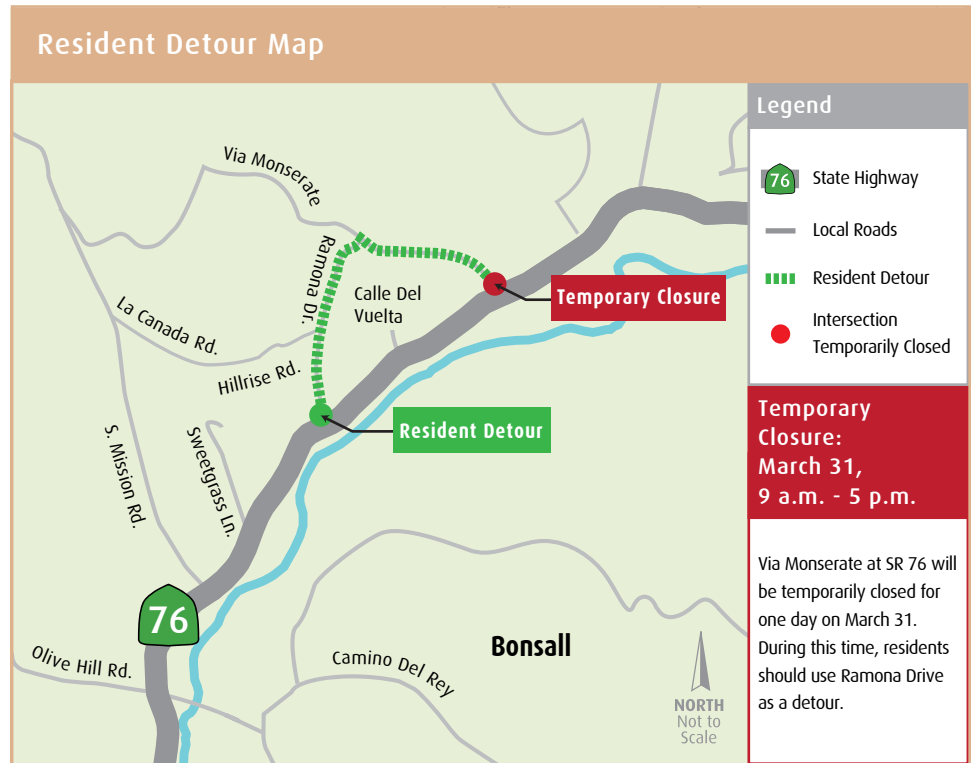 Resident Detour Map
Via Monserate
Ramona Dr.
Calle Del
Vuelta
Temporary Closure
La Canada Rd.
Hillrise Rd.
Resident Detour
S. Mission Rd.
Sweetgrass Ln.
76
Olive Hill Rd.
Camino Del Rey
Bonsall
NORTH
Not to
Scale
Legend
76 State Highway
Local Roads
Resident Detour
Intersection
Temporarily Closed
Temporary
Closure:
March 31,
9 a.m. - 5 p.m.
Via Monserate at SR 76 will
be temporarily closed for
one day on March 31.
During this time, residents
should use Ramona Drive
as a detour.